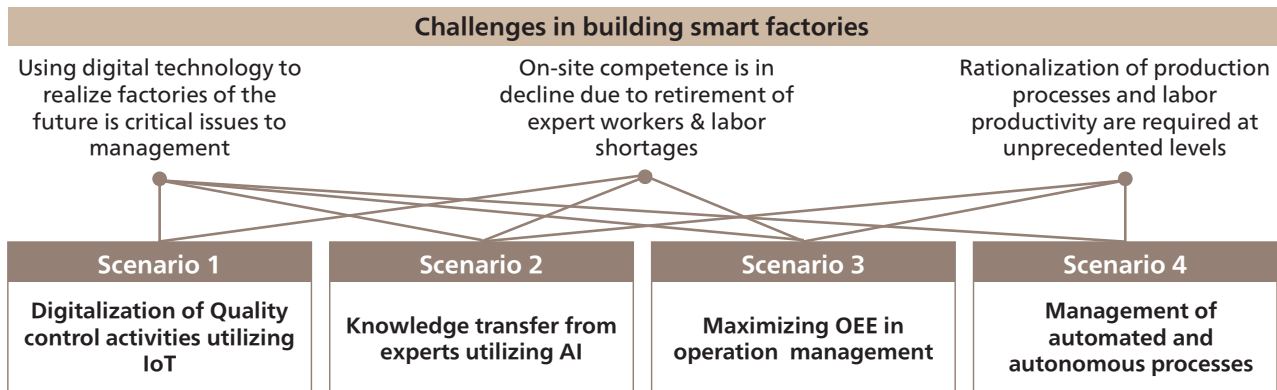 Challenges in building smart factories
Using digital technology to
realize factories of the
future is critical issues to
management
On-site competence is in
decline due to retirement of
expert workers & labor
shortages
Rationalization of production
processes and labor
productivity are required at
unprecedented levels
Scenario 1
Digitalization of Quality
control activities utilizing
IoT
Scenario 2
Knowledge transfer from
experts utilizing AI
Scenario 3
Maximizing OEE in
operation management
Scenario 4
Management of
automated and
autonomous processes